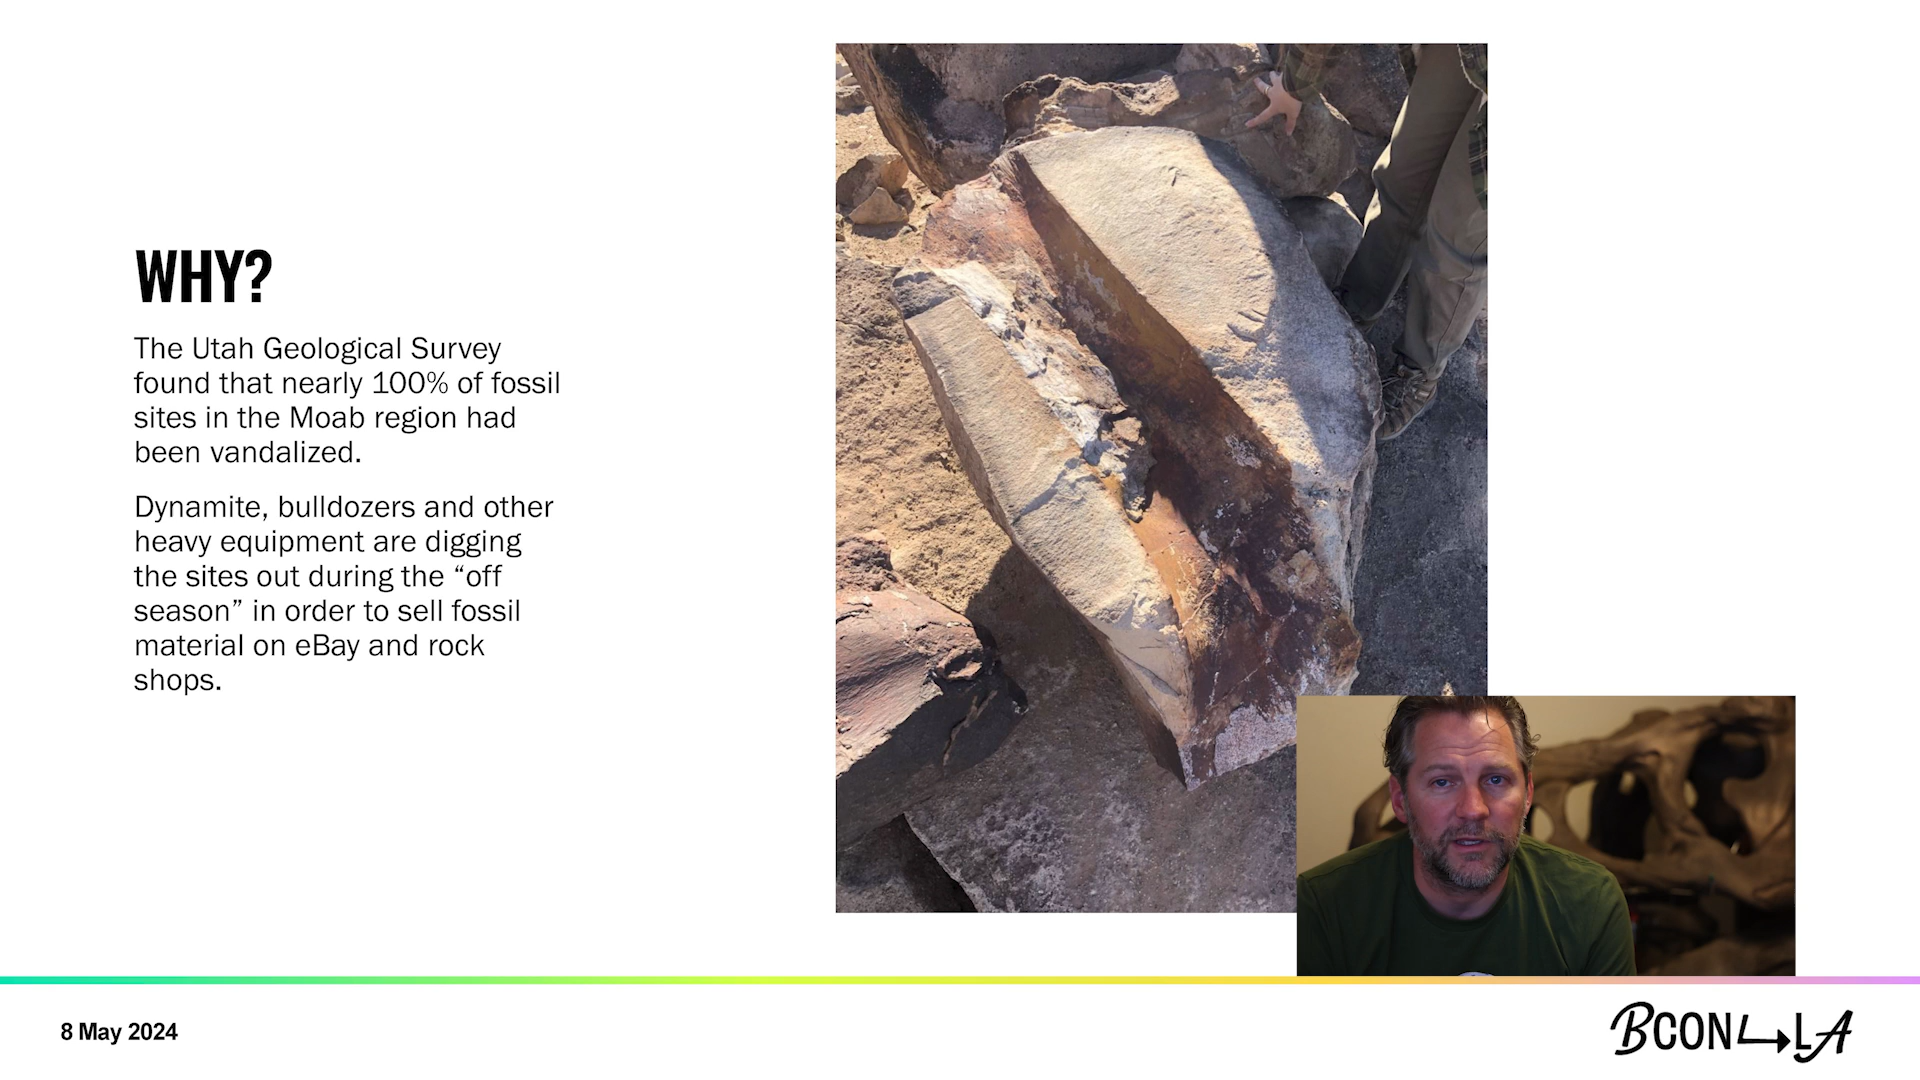 WHY?
The Utah Geological Survey
found that nearly 100% of fossil
sites in the Moab region had
been vandalized.
Dynamite, bulldozers and other
heavy equipment are digging
the sites out during the “off
season” in order to sell fossil
material on eBay and rock
shops.
8 May 2024
BCON LA